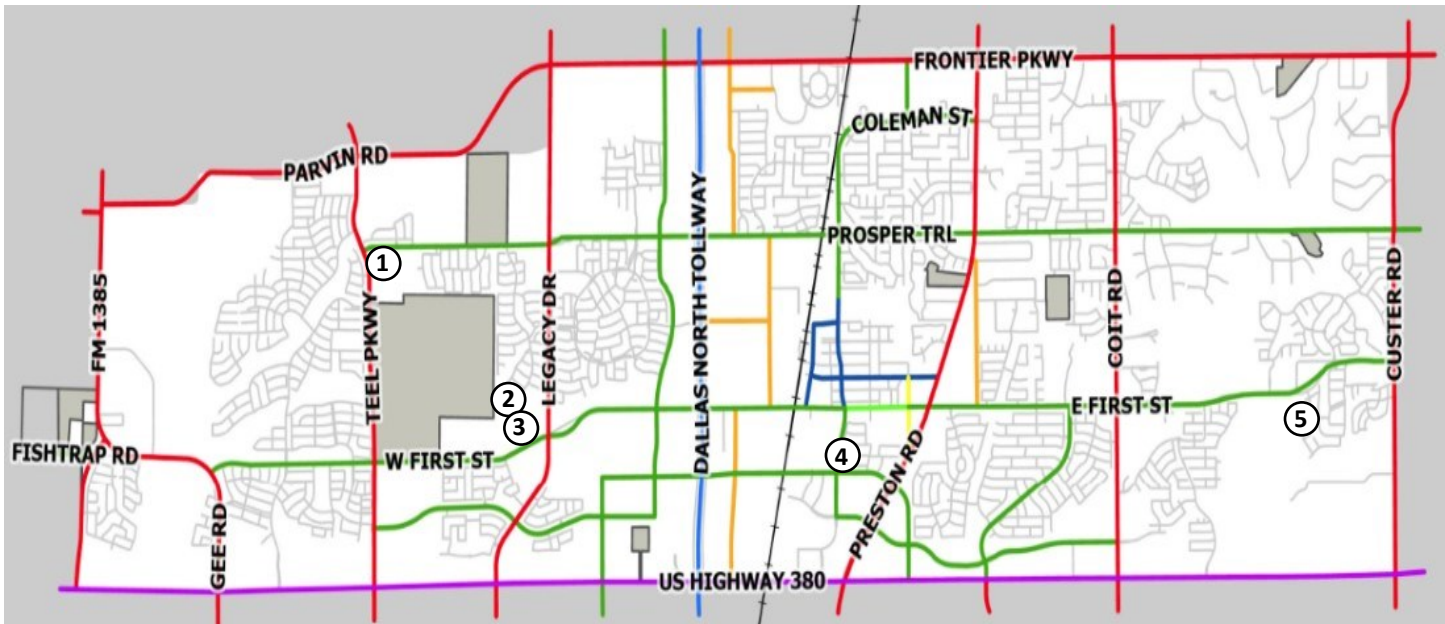 FRONTIER PKWY
COLEMAN ST
PARVIN RD
PROSPER TRL
1
FM 1385
TEEL PKWY
LEGACY DR
DALLAS NORTH TOLLWAY
COIT RD
CUSTER RD
2
3
E FIRST ST
5
4
FISHTRAP RD
W FIRST ST
PRESTON RD
GEE RD
US HIGHWAY 380